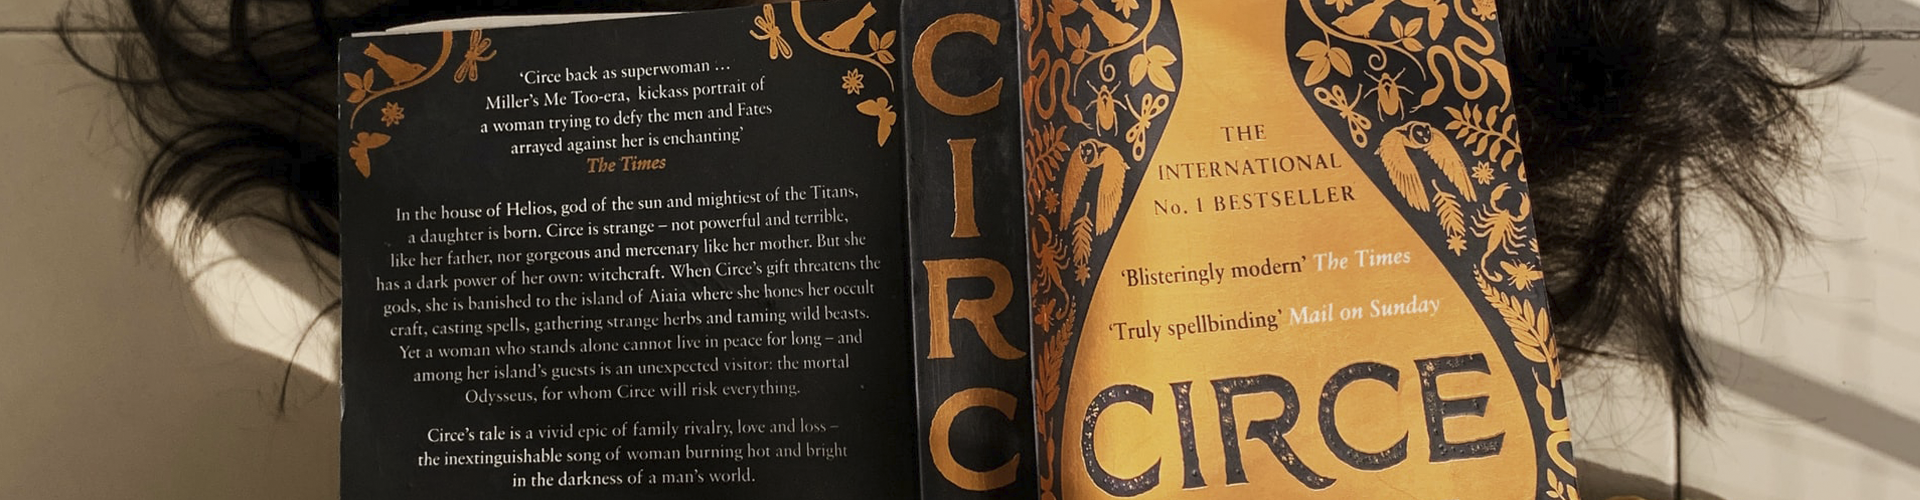 ‘Circe back as superwoman …
Miller’s Me Too-era, kickass portrait of
a woman trying to defy the men and Fates
arrayed against her is enchanting’
The Times
In the house of Helios, god of the sun and mightiest of the Titans,
a daughter is born. Circe is strange – not powerful and terrible,
like her father, nor gorgeous and mercenary like her mother. But she
has a dark power of her own: witchcraft. When Circe’s gift threatens the
gods, she is banished to the island of Aiaia where she hones her occult
craft, casting spells, gathering strange herbs and taming wild beasts.
Yet a woman who stands alone cannot live in peace for long – and
among her island’s guests is an unexpected visitor: the mortal
Odysseus, for whom Circe will risk everything.
Circe’s tale is a vivid epic of family rivalry, love and loss –
the inextinguishable song of woman burning hot and bright
in the darkness of a man’s world.
CIRC
THE
INTERNATIONAL
No. 1 BESTSELLER
‘Blisteringly modern’ The Times
‘Truly spellbinding’ Mail on Sunday
CIRCE